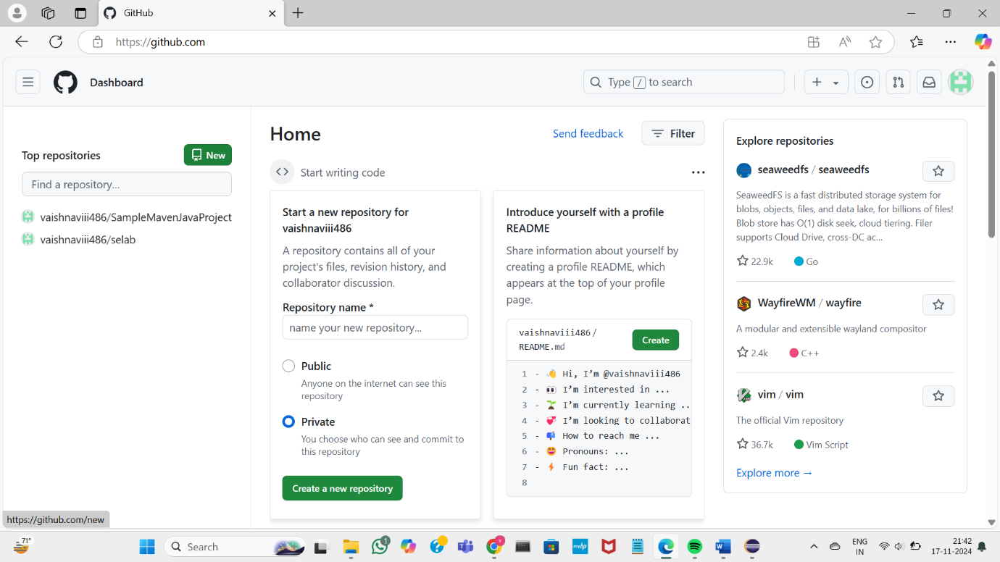 GitHub
https://github.com
Dashboard
Type / to search
Top repositories
New
Find a repository...
vaishnaviii486/SampleMavenJavaProject
vaishnaviii486/selab
Home
Send feedback
Filter
Start writing code
Start a new repository for
vaishnaviii486
A repository contains all of your
project's files, revision history, and
collaborator discussion.
Repository name *
name your new repository...
Public
Anyone on the internet can see this
repository
Private
You choose who can see and commit to
this repository
Create a new repository
Introduce yourself with a profile
README
Share information about yourself by
creating a profile README, which
appears at the top of your profile
page.
vaishnaviii486 /
README.md
Create
1 - 👋 Hi, I’m @vaishnaviii486
2 - 👀 I’m interested in ...
3 - 🌱 I’m currently learning ..
4 - 💞️ I’m looking to collaborat
5 - 📫 How to reach me ...
6 - 😄 Pronouns: ...
7 - ⚡ Fun fact: ...
8
Explore repositories
seaweedfs / seaweedfs
SeaweedFS is a fast distributed storage system for
blobs, objects, files, and data lake, for billions of files!
Blob store has O(1) disk seek, cloud tiering. Filer
supports Cloud Drive, cross-DC ac...
22.9k Go
WayfireWM / wayfire
A modular and extensible wayland compositor
2.4k C++
vim / vim
The official Vim repository
36.7k Vim Script
Explore more →
https://github.com/new
71°
Search
1
V
myhp
ENG
IN
21:42
17-11-2024